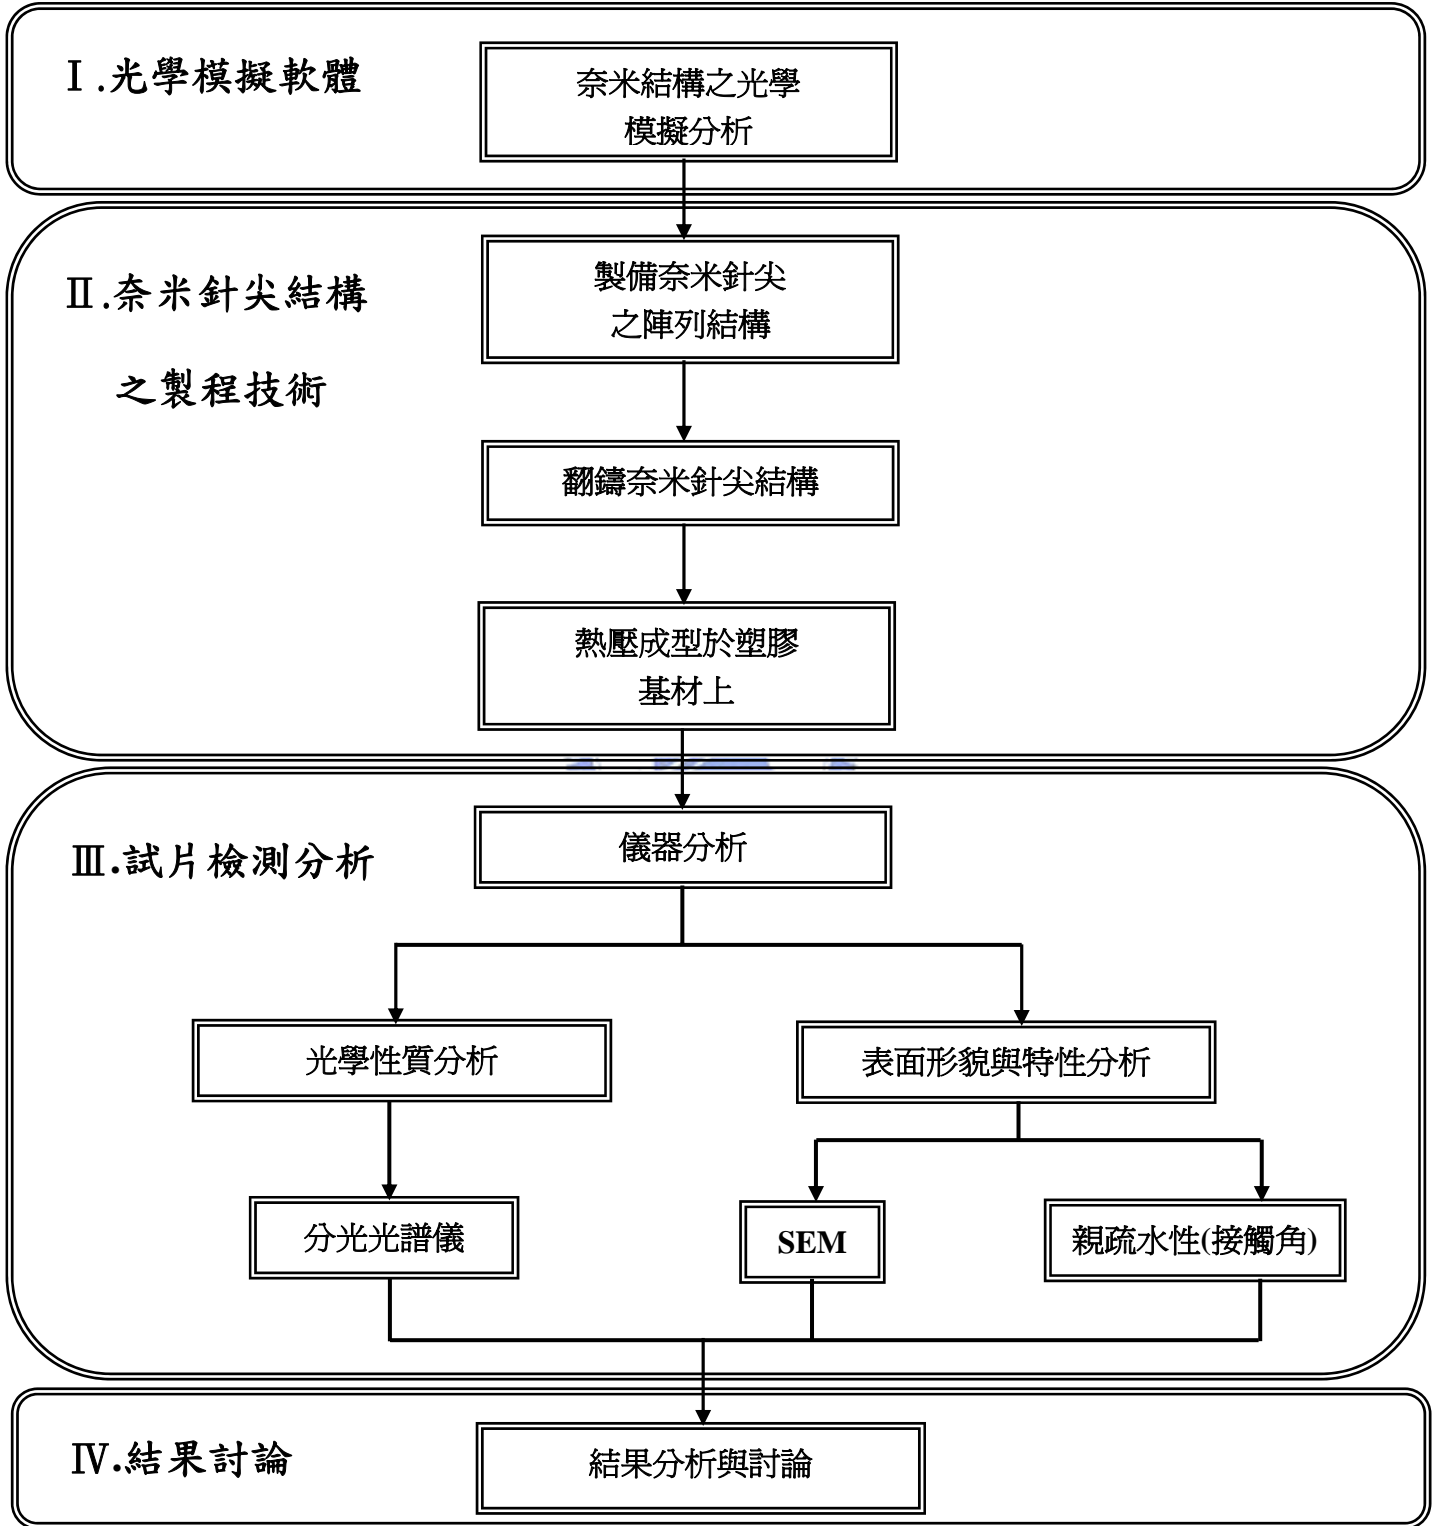 Ⅰ.光學模擬軟體
奈米結構之光學
模擬分析
Ⅱ.奈米針尖結構
之製程技術
製備奈米針尖
之陣列結構
翻鑄奈米針尖結構
熱壓成型於塑膠
基材上
Ⅲ.試片檢測分析
儀器分析
光學性質分析
表面形貌與特性分析
分光光譜儀
SEM
親疏水性(接觸角)
Ⅳ.結果討論
結果分析與討論